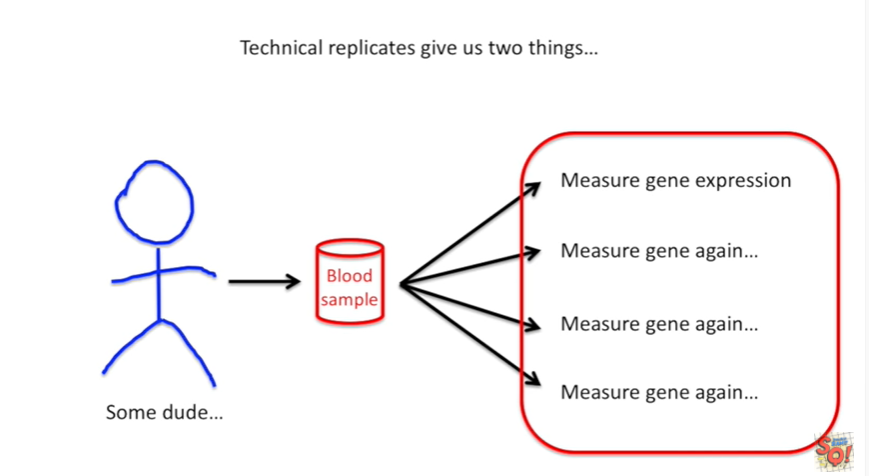 Technical replicates give us two things...
Measure gene expression
Measure gene again...
Blood
sample
Measure gene again...
Measure gene again...
Some dude...
SO!